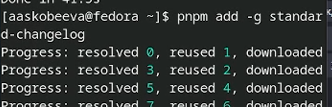 Done in 41.9s
[aaskobeeva@fedora ~]$ pnpm add -g standar
d-changelog
Progress: resolved 0, reused 1, downloaded
Progress: resolved 3, reused 2, downloaded
Progress: resolved 5, reused 4, downloaded
Progress: resolved 7, reused 6, downloaded